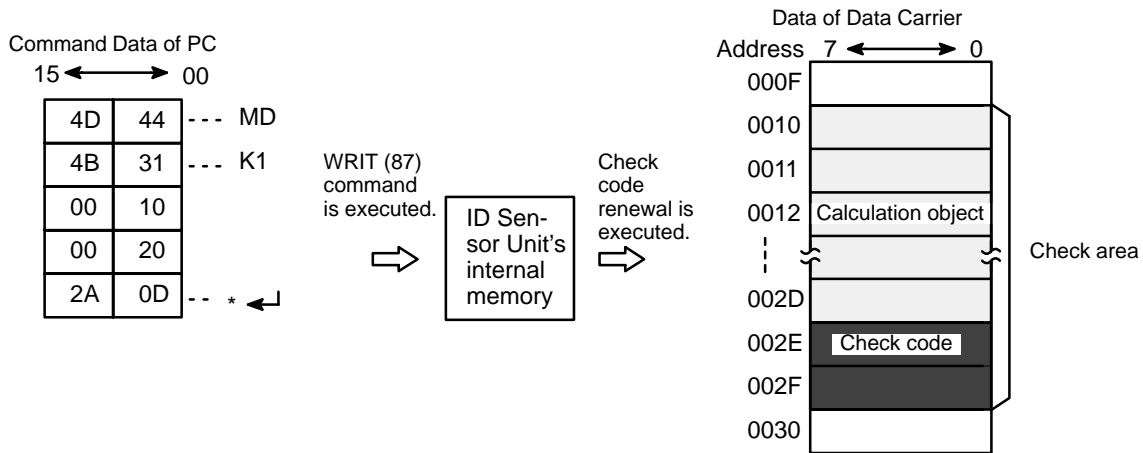 Command Data of PC
15 00
4D 44 --- MD
4B 31 --- K1
00 10
00 20
2A 0D -- *
WRIT (87)
command
is executed.
ID Sen-
sor Unit's
internal
memory
Check
code
renewal is
executed.
Data of Data Carrier
Address 7 0
000F
0010
0011
0012 Calculation object
002D
002E Check code
002F
0030
Check area